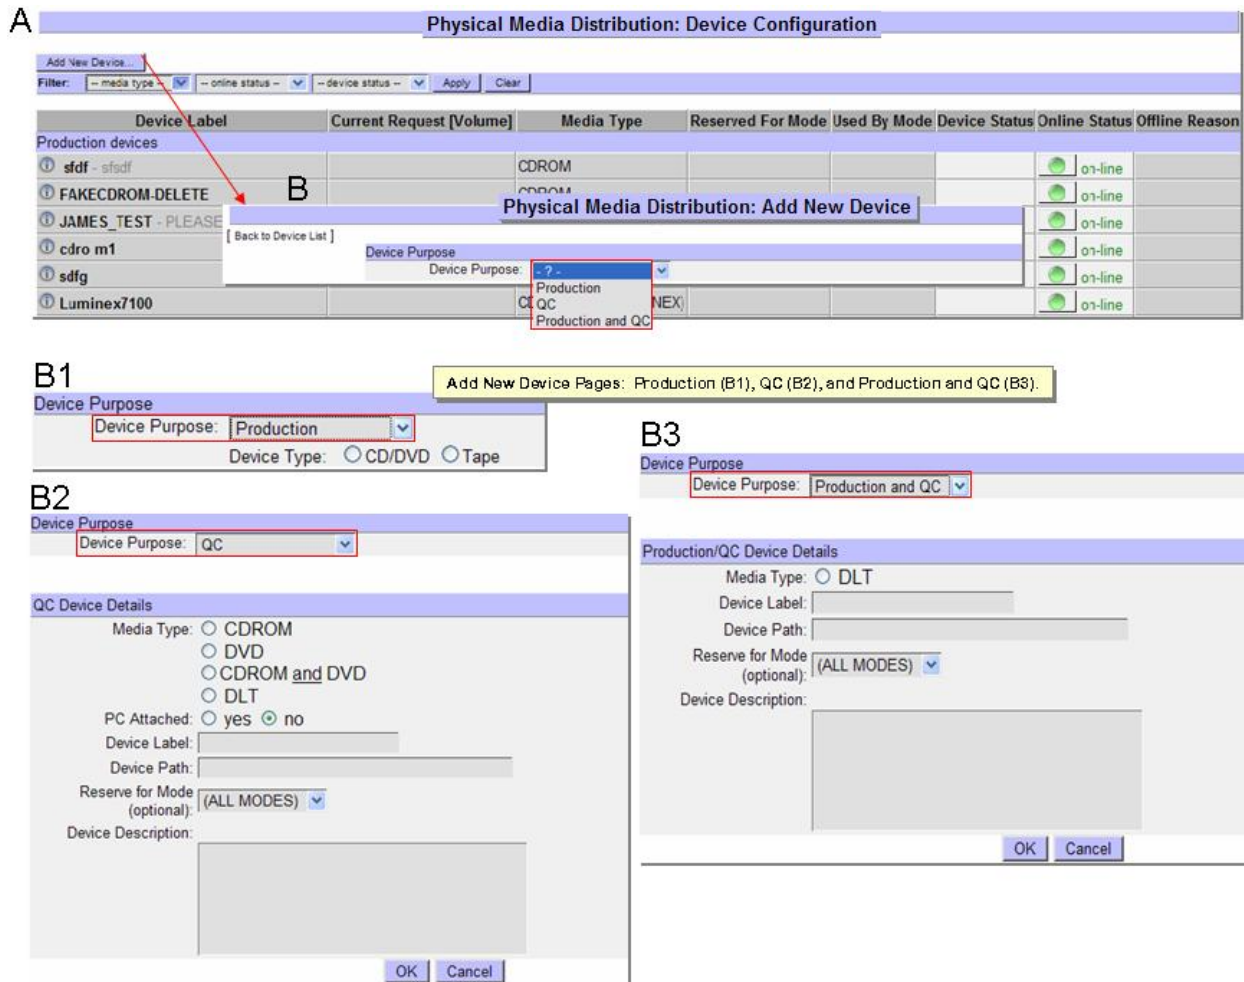 A
Physical Media Distribution: Device Configuration
Add New Device...
Filter: -- media type -- -- online status -- -- device status -- Apply Clear
Device Label Current Request [Volume] Media Type Reserved For Mode Used By Mode Device Status Online Status Offline Reason
Production devices
sfdf - sfsdf CDROM on-line
FAKECDROM-DELETE CDROM on-line
JAMES_TEST - PLEASE on-line
cdro m1 on-line
sdfg on-line
Luminex7100 NEX) on-line
B
Physical Media Distribution: Add New Device
[ Back to Device List ]
Device Purpose
Device Purpose: - ? -
Production
QC
Production and QC
Add New Device Pages: Production (B1), QC (B2), and Production and QC (B3).
B1
Device Purpose
Device Purpose: Production
Device Type: CD/DVD Tape
B2
Device Purpose
Device Purpose: QC
QC Device Details
Media Type: CDROM
DVD
CDROM and DVD
DLT
PC Attached: yes no
Device Label:
Device Path:
Reserve for Mode
(optional): (ALL MODES)
Device Description:
OK Cancel
B3
Device Purpose
Device Purpose: Production and QC
Production/QC Device Details
Media Type: DLT
Device Label:
Device Path:
Reserve for Mode
(optional): (ALL MODES)
Device Description:
OK Cancel